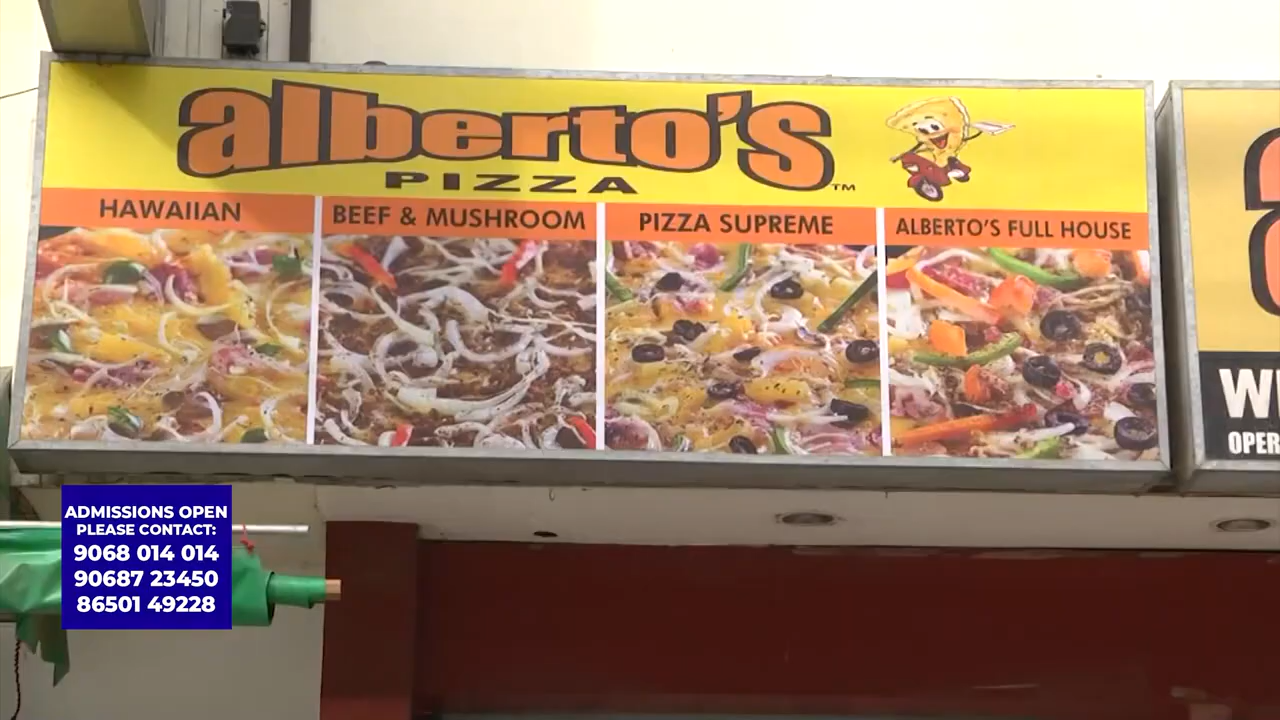 alberto's
PIZZA
TM
HAWAIIAN
BEEF & MUSHROOM
PIZZA SUPREME
ALBERTO'S FULL HOUSE
ADMISSIONS OPEN
PLEASE CONTACT:
9068 014 014
90687 23450
86501 49228